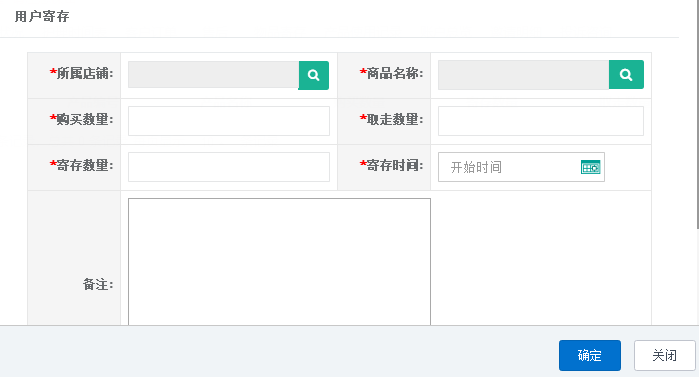 用户寄存
*所属店铺:
*商品名称:
*购买数量:
*取走数量:
*寄存数量:
*寄存时间: 开始时间
备注:
确定 关闭